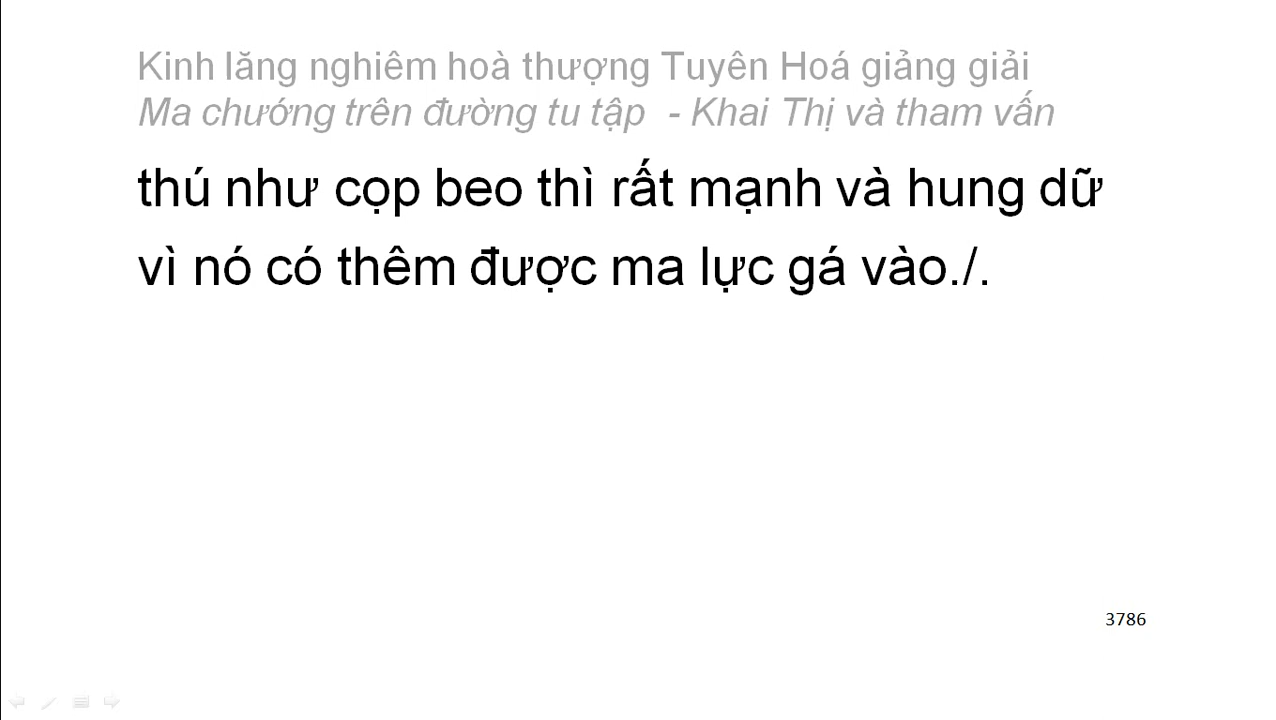 Kinh lăng nghiêm hoà thượng Tuyên Hoá giảng giải
Ma chướng trên đường tu tập - Khai Thị và tham vấn
thú như cọp beo thì rất mạnh và hung dữ
vì nó có thêm được ma lực gá vào./.
3786